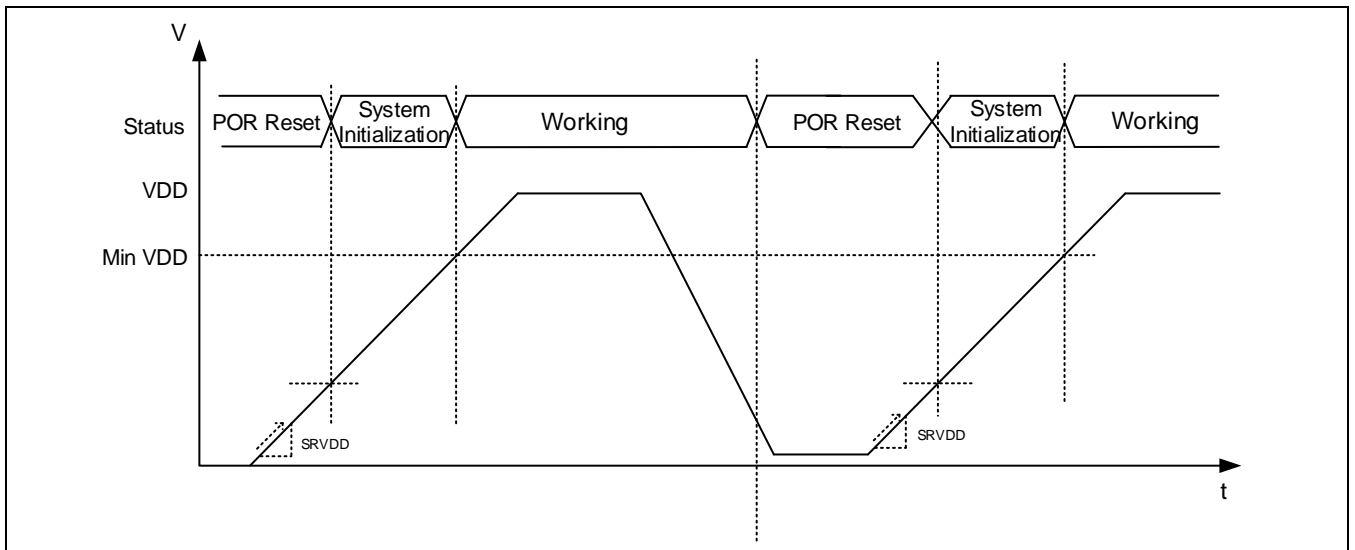 V
Status
POR Reset
System
Initialization
Working
POR Reset
System
Initialization
Working
VDD
Min VDD
SRVDD
SRVDD
t